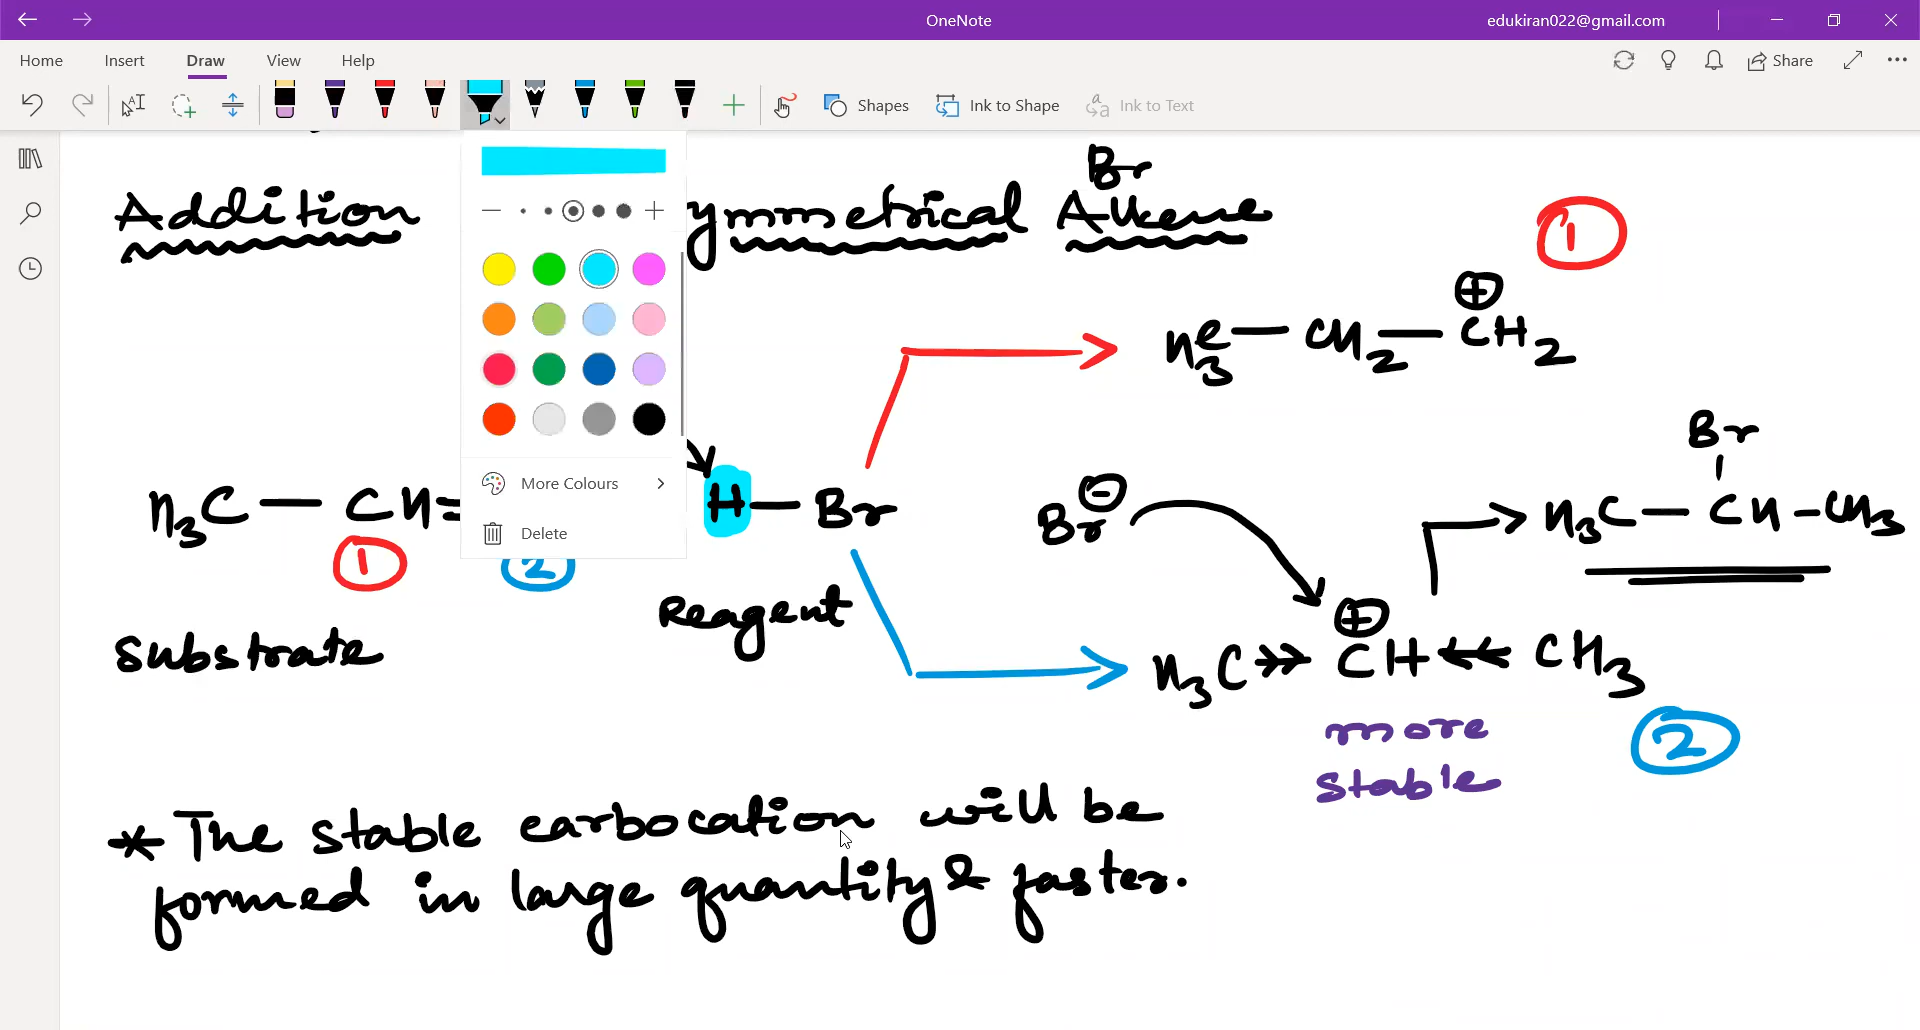 OneNote
edukiran022@gmail.com
Home Insert Draw View Help
Share
Shapes Ink to Shape Ink to Text
Br
Addition ymmetrical Alkene
1
H3C — CH2 — CH2
⊕
Br
H3C — CH= H — Br Br⊖ H3C — CH – CH3
1 2
More Colours
Delete
Substrate Reagent
⊕
H3C >> CH << CH3
more
stable
2
* The stable carbocation will be
formed in large quantity & faster.